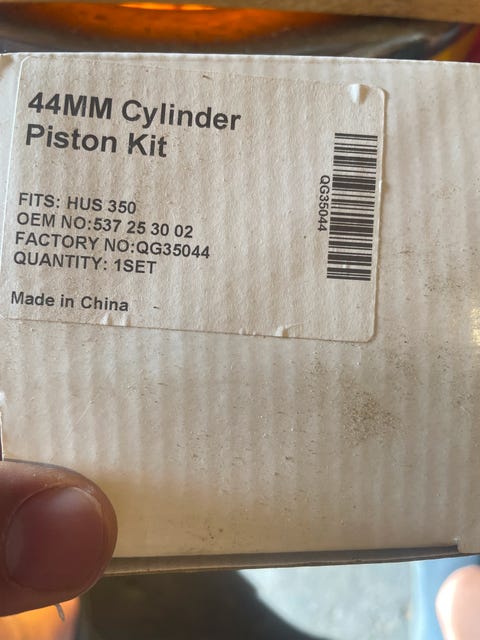 44MM Cylinder
Piston Kit
FITS: HUS 350
OEM NO:537 25 30 02
FACTORY NO:QG35044
QUANTITY: 1SET
Made in China
QG35044